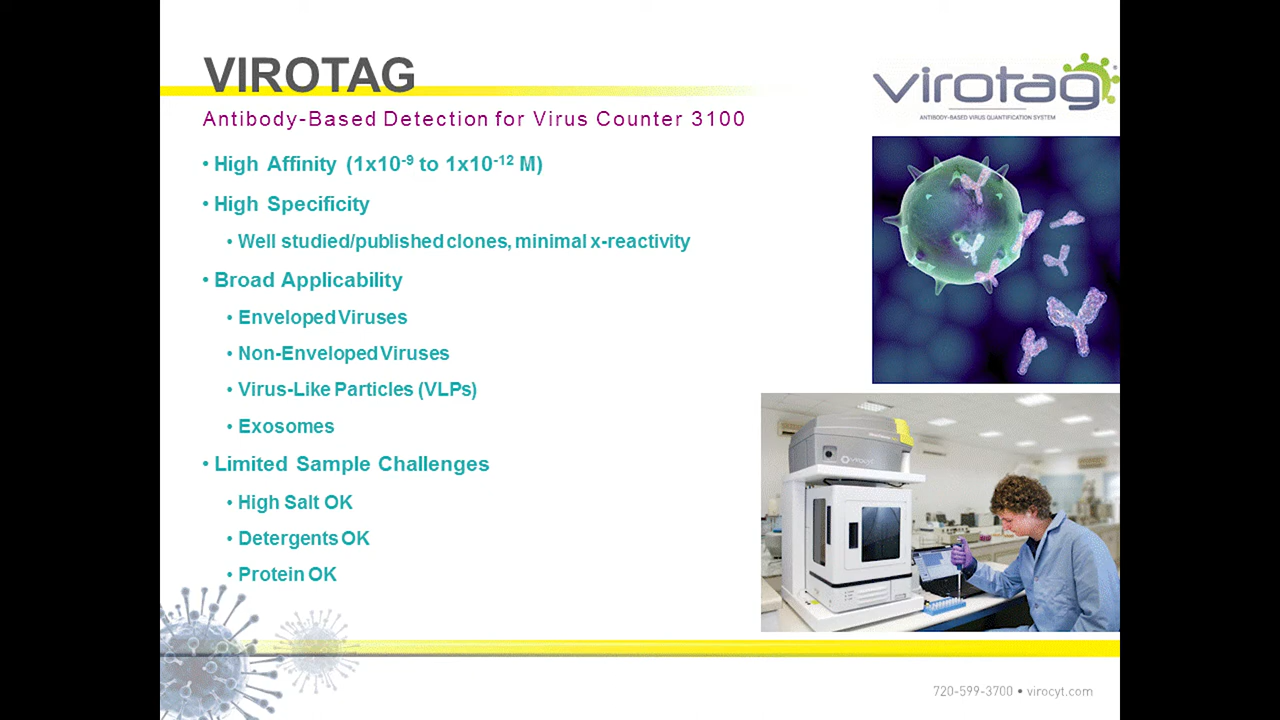 VIROTAG
Antibody-Based Detection for Virus Counter 3100
virotag
ANTIBODY-BASED VIRUS QUANTIFICATION SYSTEM
• High Affinity (1x10⁻⁹ to 1x10⁻¹² M)
• High Specificity
• Well studied/published clones, minimal x-reactivity
• Broad Applicability
• Enveloped Viruses
• Non-Enveloped Viruses
• Virus-Like Particles (VLPs)
• Exosomes
• Limited Sample Challenges
• High Salt OK
• Detergents OK
• Protein OK
VIROCYT
720-599-3700 • virocyt.com